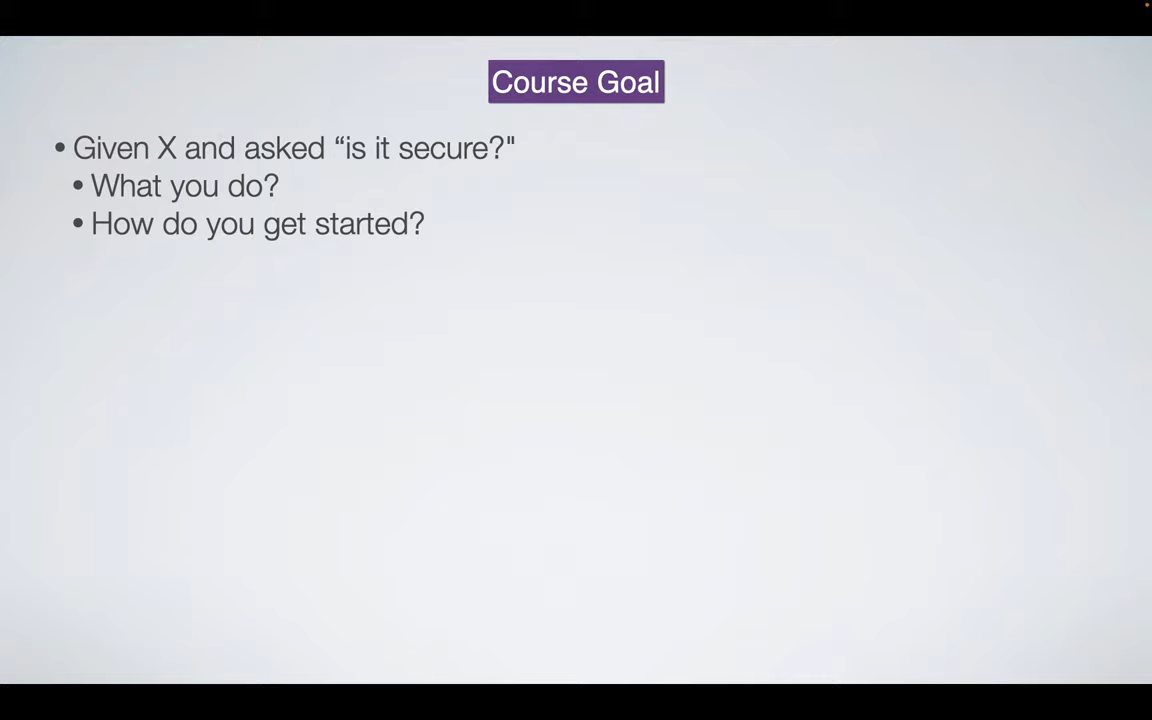 Course Goal
• Given X and asked “is it secure?"
• What you do?
• How do you get started?